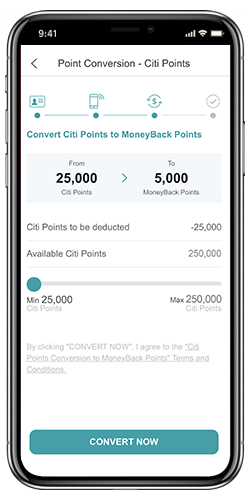 9:41
Point Conversion - Citi Points
Convert Citi Points to MoneyBack Points
From To
25,000 > 5,000
Citi Points MoneyBack Points
Citi Points to be deducted -25,000
Available Citi Points 250,000
Min 25,000 Max 250,000
Citi Points Citi Points
By clicking "CONVERT NOW", I agree to the "Citi
Points Conversion to MoneyBack Points" Terms and
Conditions.
CONVERT NOW